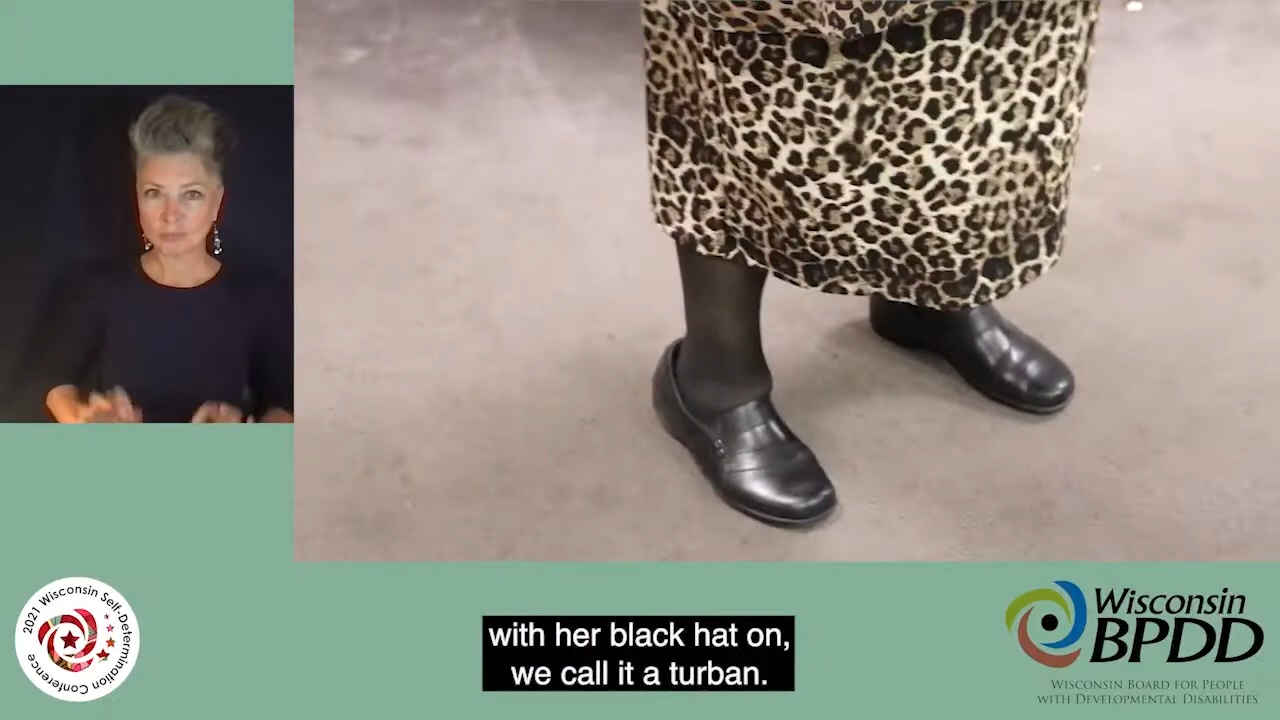 2021 Wisconsin Self-Determination Conference
with her black hat on,
we call it a turban.
Wisconsin
BPDD
Wisconsin Board for People
with Developmental Disabilities